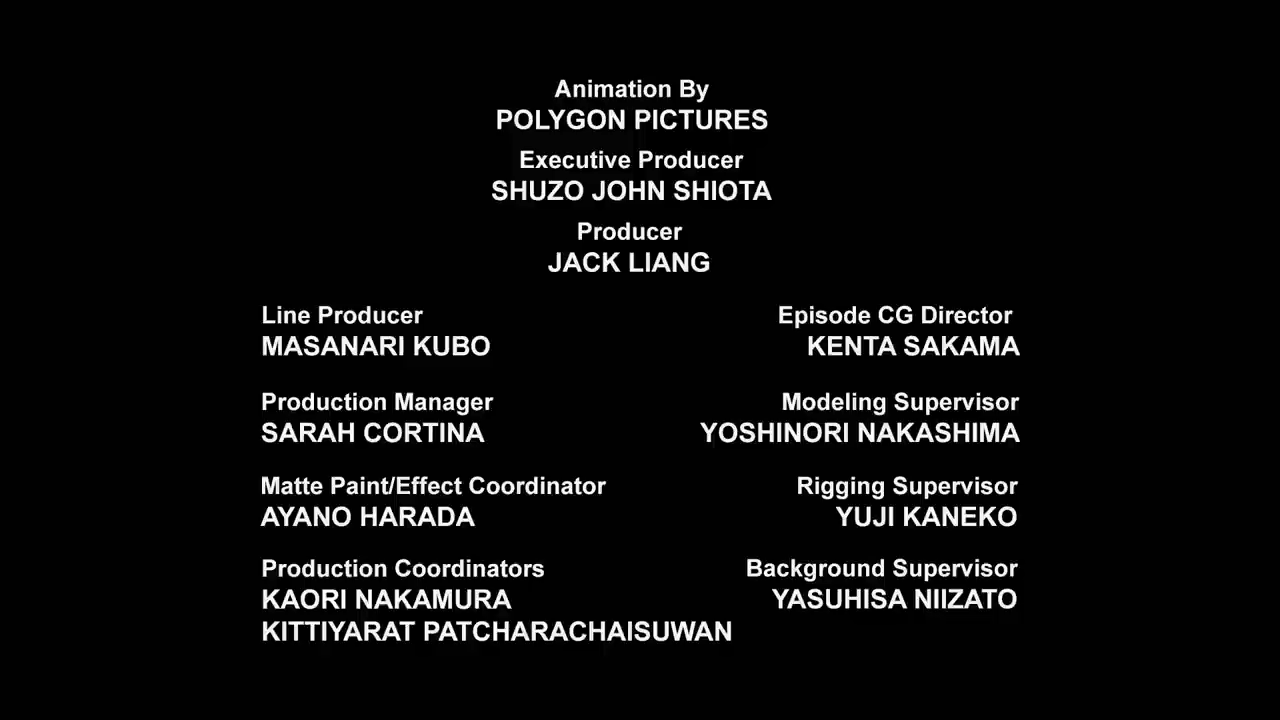 Animation By
POLYGON PICTURES
Executive Producer
SHUZO JOHN SHIOTA
Producer
JACK LIANG
Line Producer
MASANARI KUBO
Episode CG Director
KENTA SAKAMA
Production Manager
SARAH CORTINA
Modeling Supervisor
YOSHINORI NAKASHIMA
Matte Paint/Effect Coordinator
AYANO HARADA
Rigging Supervisor
YUJI KANEKO
Production Coordinators
KAORI NAKAMURA
KITTIYARAT PATCHARACHAISUWAN
Background Supervisor
YASUHISA NIIZATO